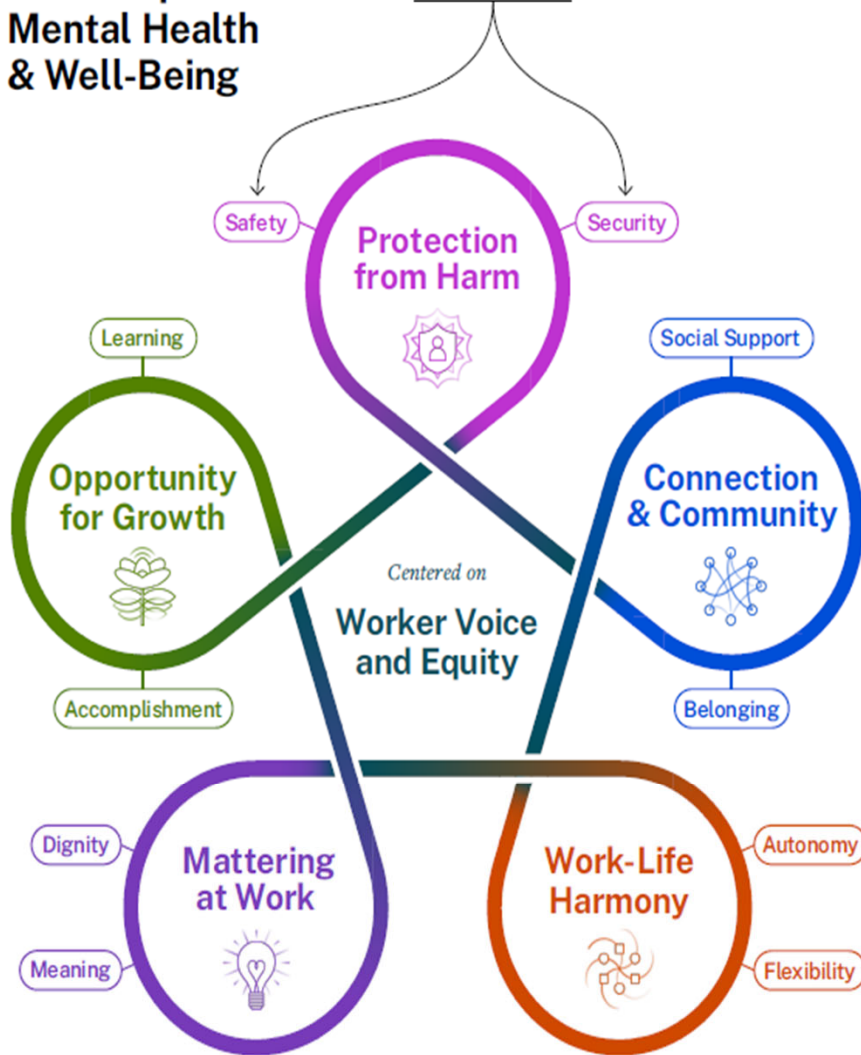 Mental Health
& Well-Being
Safety
Security
Protection
from Harm
Learning
Social Support
Opportunity
for Growth
Connection
& Community
Centered on
Worker Voice
and Equity
Accomplishment
Belonging
Dignity
Autonomy
Mattering
at Work
Work-Life
Harmony
Meaning
Flexibility